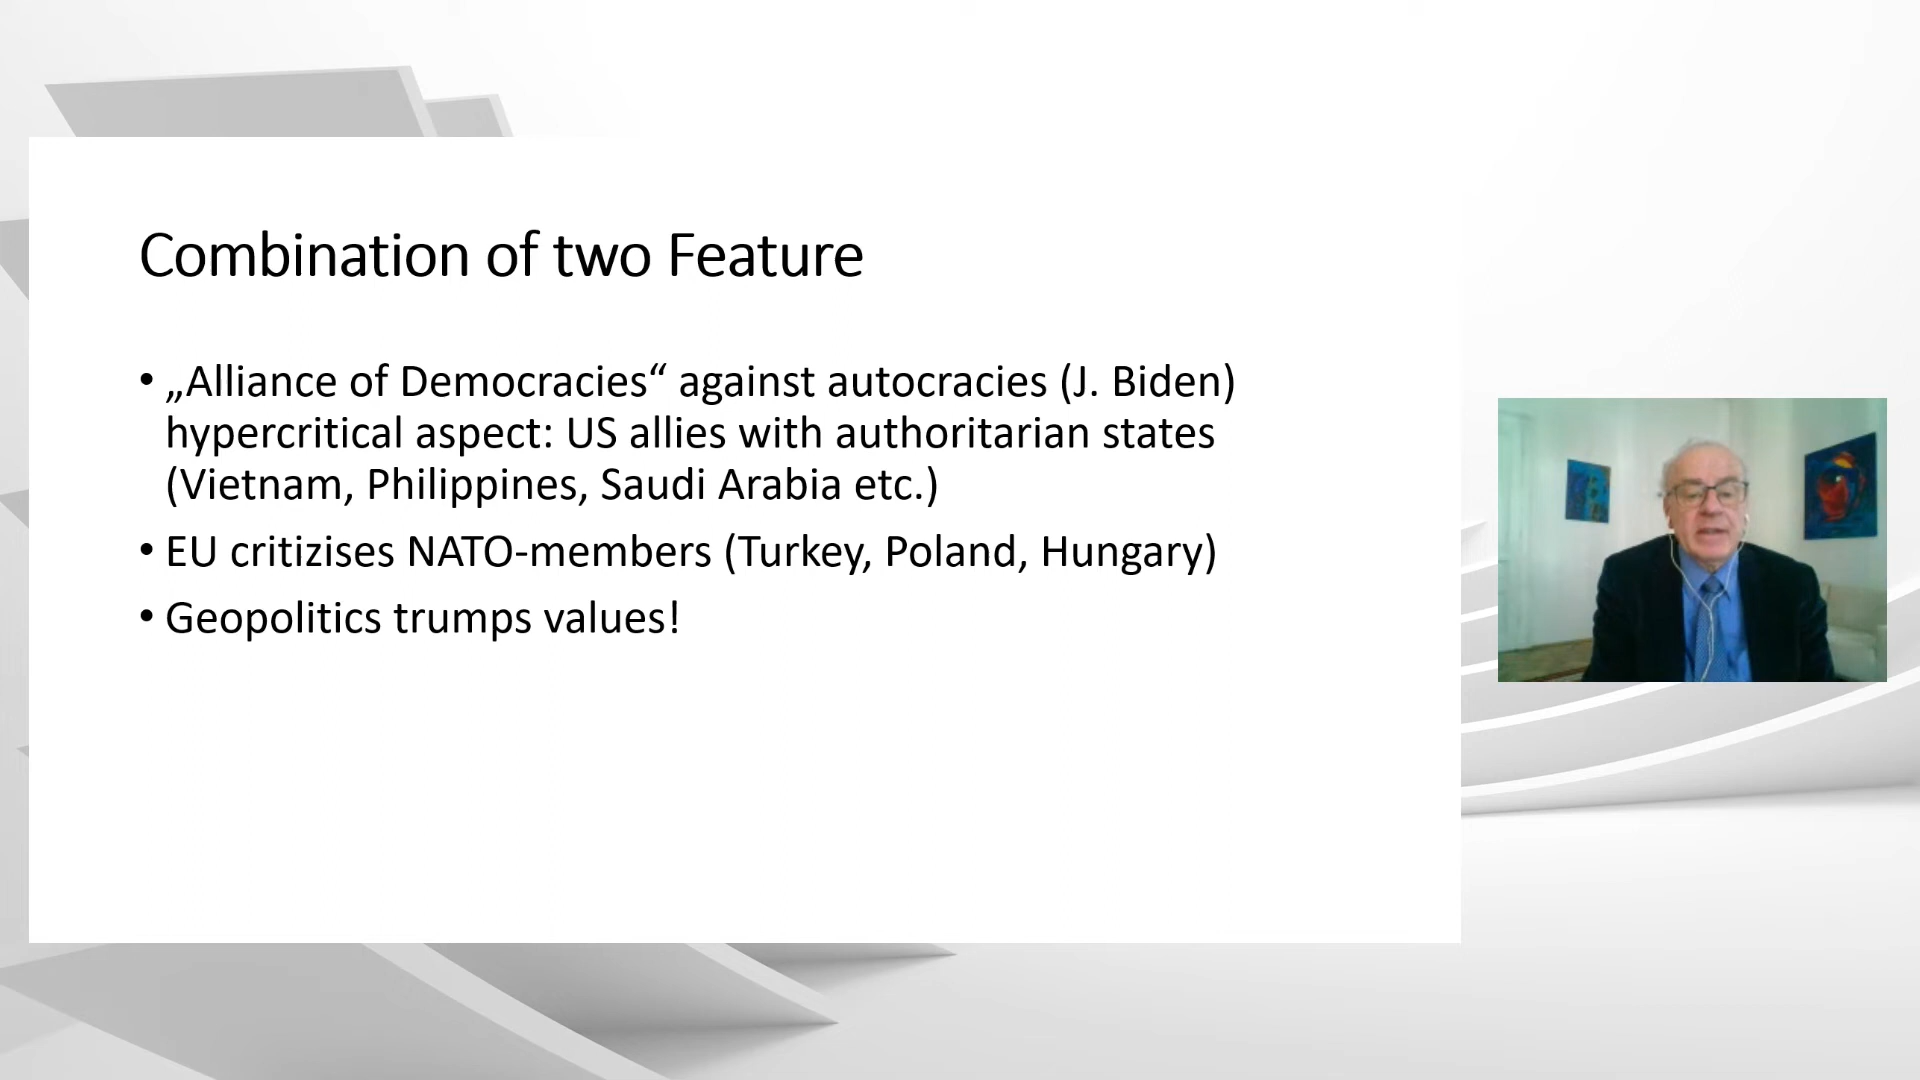 Combination of two Feature
• „Alliance of Democracies“ against autocracies (J. Biden)
hypercritical aspect: US allies with authoritarian states
(Vietnam, Philippines, Saudi Arabia etc.)
• EU critizises NATO-members (Turkey, Poland, Hungary)
• Geopolitics trumps values!